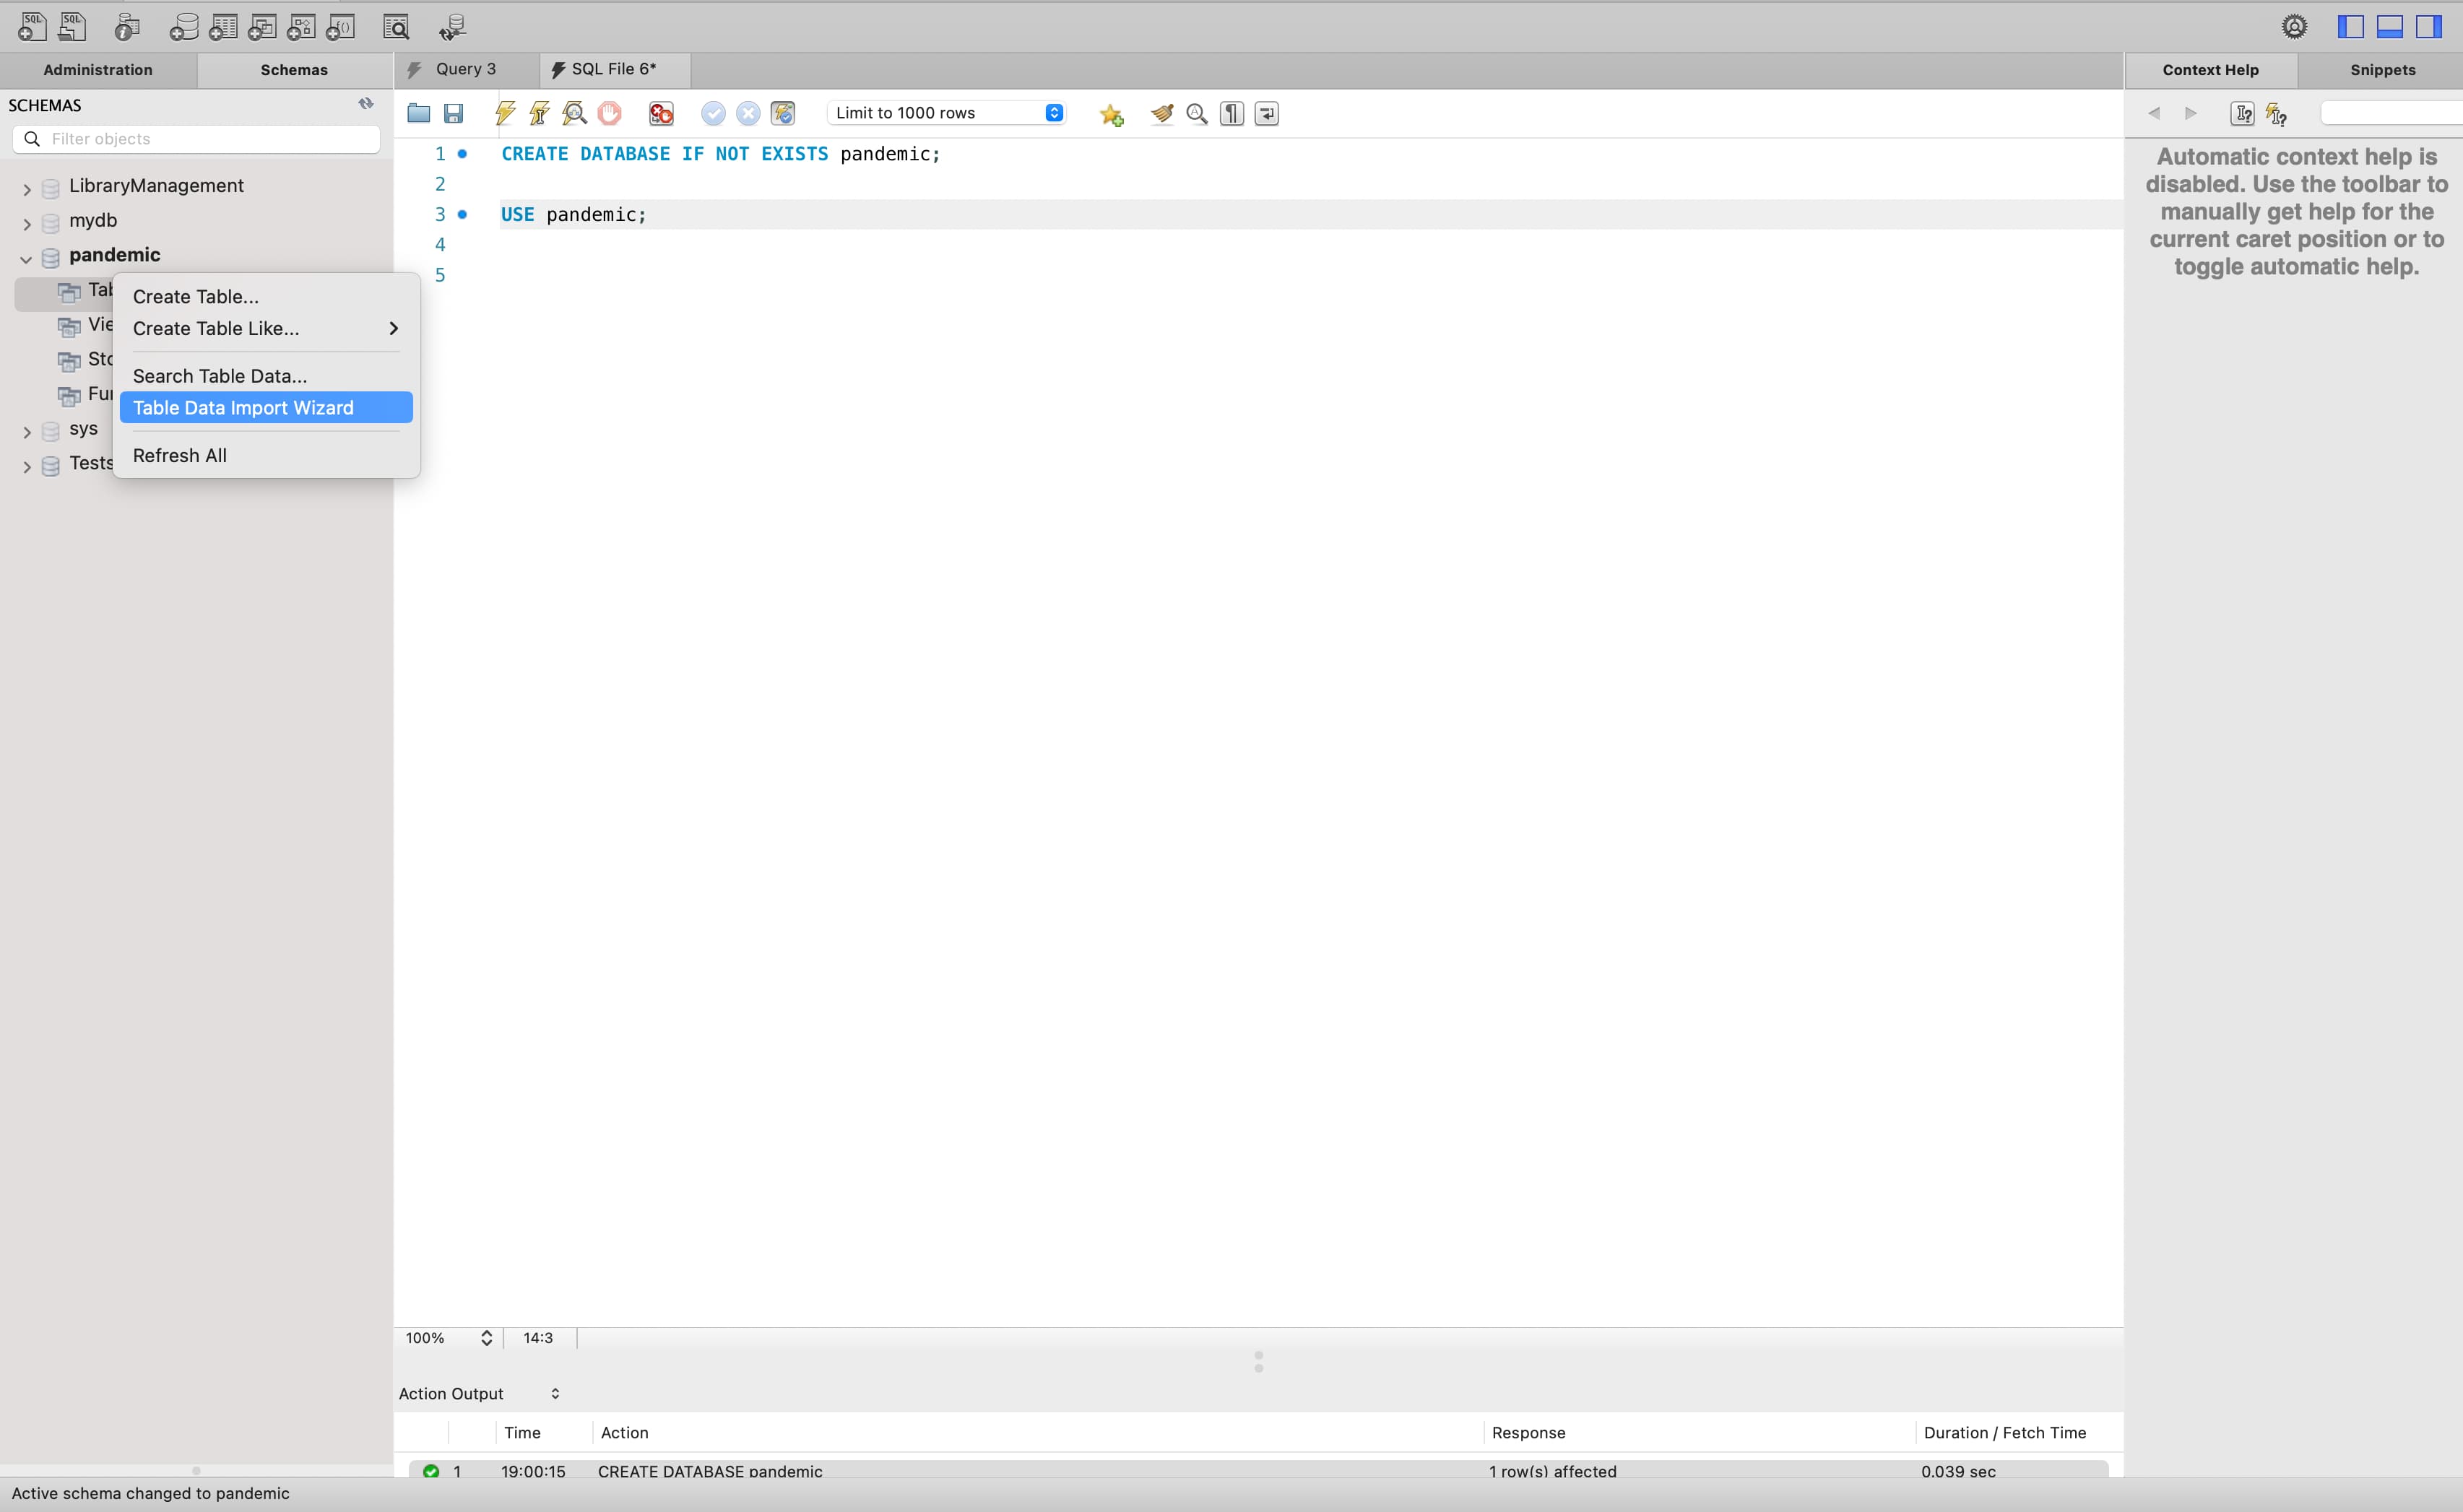 SQL SQL
Administration
Schemas
Query 3
SQL File 6*
Context Help
Snippets
SCHEMAS
Filter objects
Limit to 1000 rows
LibraryManagement
mydb
pandemic
Tab
Vie
Sto
Fun
sys
Tests
Create Table...
Create Table Like...
Search Table Data...
Table Data Import Wizard
Refresh All
1 CREATE DATABASE IF NOT EXISTS pandemic;
2
3 USE pandemic;
4
5
Automatic context help is
disabled. Use the toolbar to
manually get help for the
current caret position or to
toggle automatic help.
100%
14:3
Action Output
Time Action Response Duration / Fetch Time
1 19:00:15 CREATE DATABASE pandemic 1 row(s) affected 0.039 sec
Active schema changed to pandemic